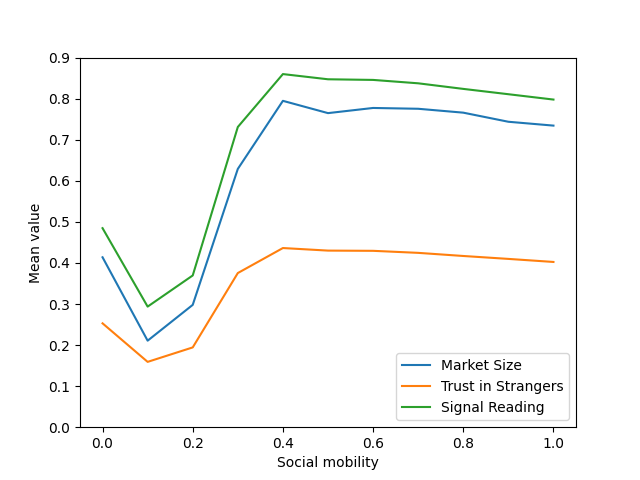 0.9
0.8
0.7
0.6
0.5
0.4
0.3
0.2
0.1
0.0
Mean value
0.0 0.2 0.4 0.6 0.8 1.0
Social mobility
Market Size
Trust in Strangers
Signal Reading